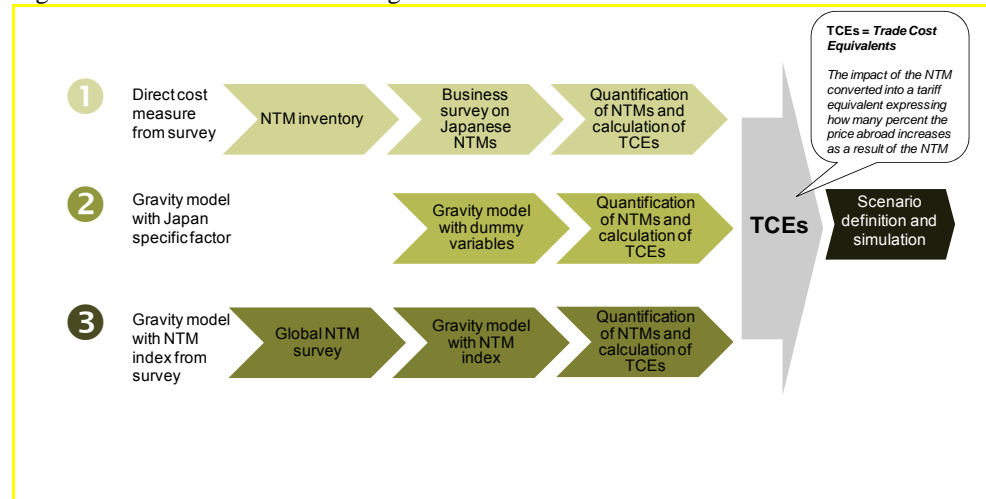 TCEs = Trade Cost
Equivalents
The impact of the NTM
converted into a tariff
equivalent expressing
how many percent the
price abroad increases
as a result of the NTM
1
Direct cost
measure
from survey
NTM inventory
Business
survey on
Japanese
NTMs
Quantification
of NTMs and
calculation of
TCEs
2
Gravity model
with Japan
specific factor
Gravity model
with dummy
variables
Quantification
of NTMs and
calculation of
TCEs
TCEs
Scenario
definition and
simulation
3
Gravity model
with NTM
index from
survey
Global NTM
survey
Gravity model
with NTM
index
Quantification
of NTMs and
calculation of
TCEs